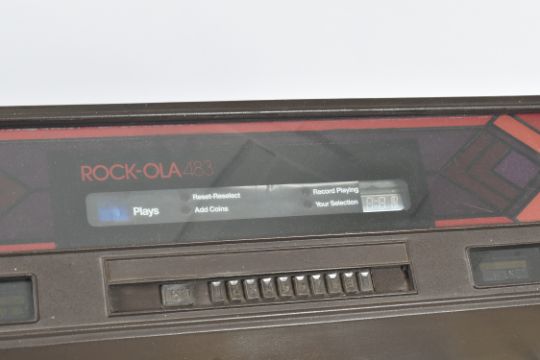 ROCK-OLA 483
Reset-Reselect
Record Playing
Plays
Add Coins
Your Selection